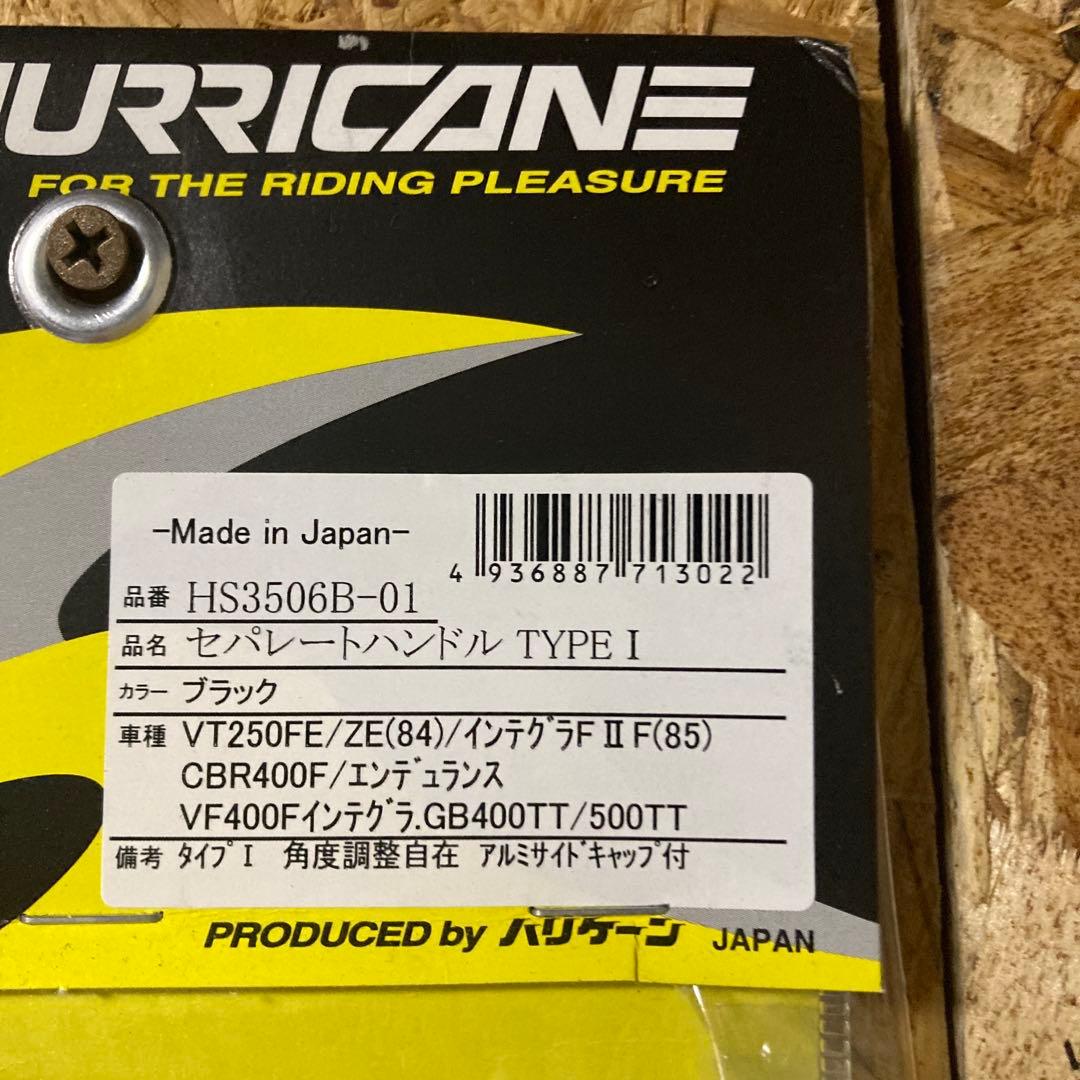 HURRICANE
FOR THE RIDING PLEASURE
-Made in Japan-
4 936887 713022
品番 HS3506B-01
品名 セパレートハンドル TYPE I
カラー ブラック
車種 VT250FE/ZE(84)/インテグラFⅡF(85)
CBR400F/エンデュランス
VF400Fインテグラ.GB400TT/500TT
備考 タイプI 角度調整自在 アルミサイドキャップ付
PRODUCED by ハリケーン JAPAN